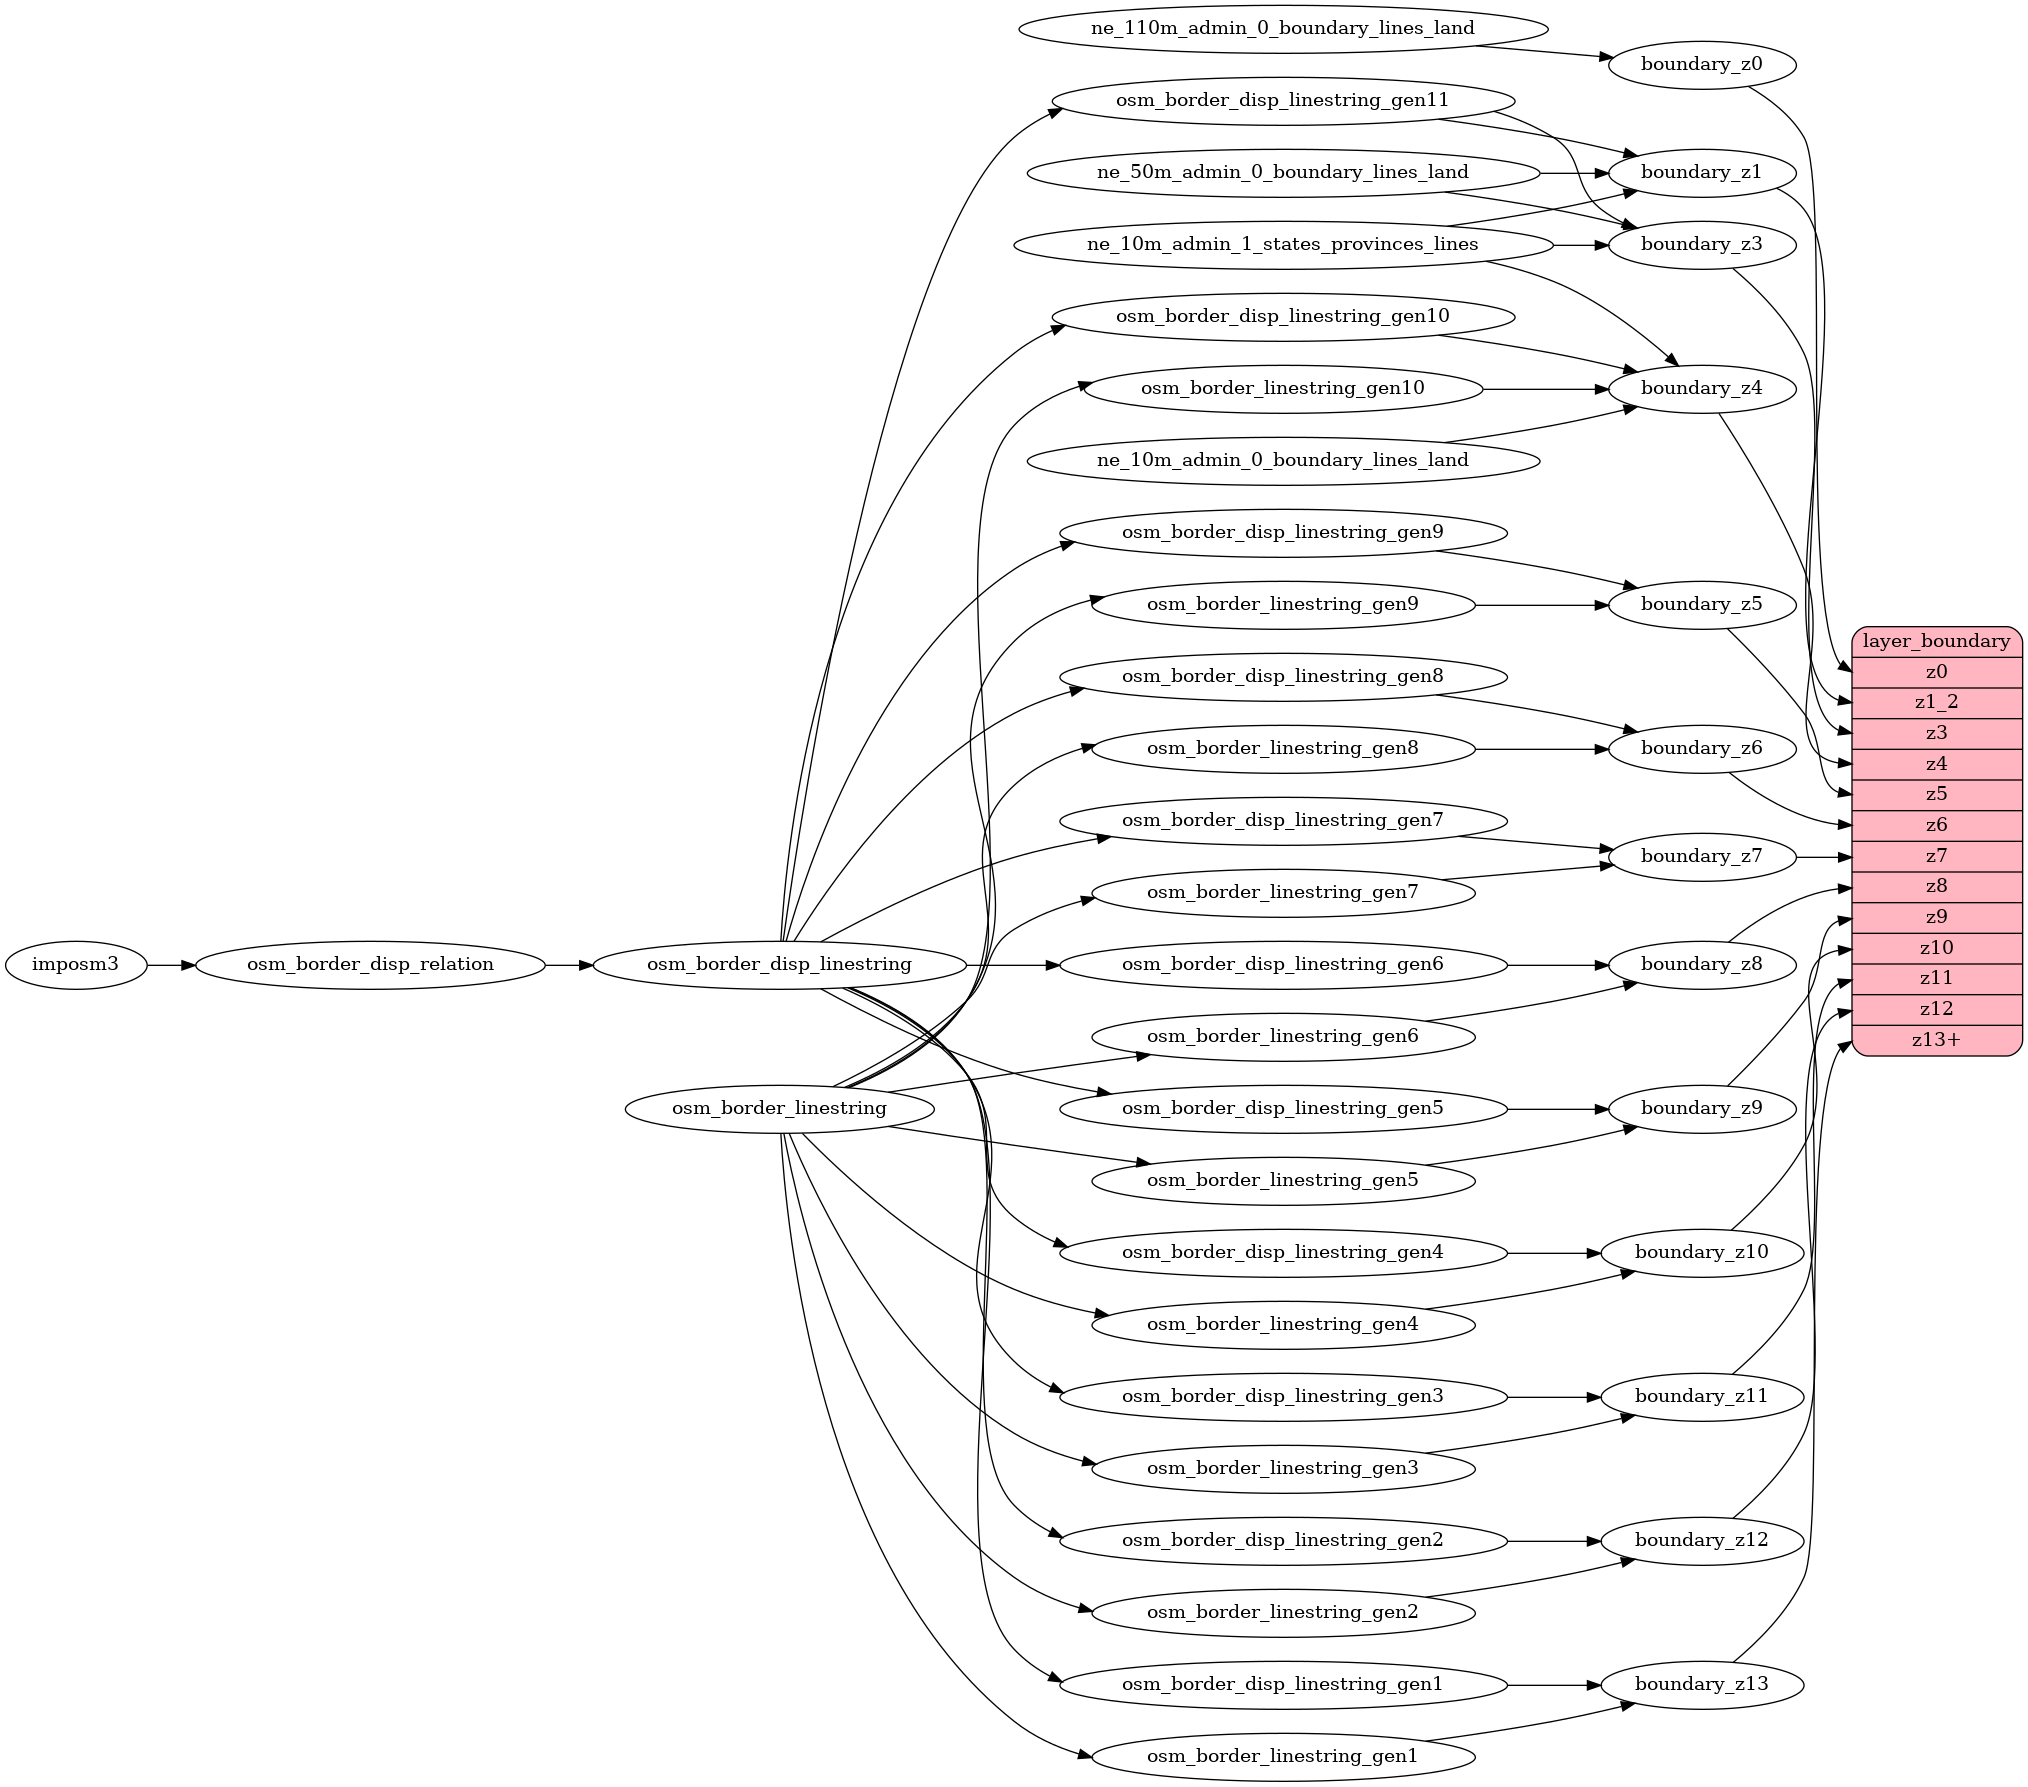 ne_110m_admin_0_boundary_lines_land
boundary_z0
osm_border_disp_linestring_gen11
ne_50m_admin_0_boundary_lines_land
boundary_z1
ne_10m_admin_1_states_provinces_lines
boundary_z3
osm_border_disp_linestring_gen10
osm_border_linestring_gen10
boundary_z4
ne_10m_admin_0_boundary_lines_land
osm_border_disp_linestring_gen9
osm_border_linestring_gen9
boundary_z5
osm_border_disp_linestring_gen8
osm_border_linestring_gen8
boundary_z6
osm_border_disp_linestring_gen7
boundary_z7
osm_border_linestring_gen7
imposm3
osm_border_disp_relation
osm_border_disp_linestring
osm_border_disp_linestring_gen6
boundary_z8
osm_border_linestring_gen6
osm_border_linestring
osm_border_disp_linestring_gen5
boundary_z9
osm_border_linestring_gen5
osm_border_disp_linestring_gen4
boundary_z10
osm_border_linestring_gen4
osm_border_disp_linestring_gen3
boundary_z11
osm_border_linestring_gen3
osm_border_disp_linestring_gen2
boundary_z12
osm_border_linestring_gen2
osm_border_disp_linestring_gen1
boundary_z13
osm_border_linestring_gen1
layer_boundary
z0
z1_2
z3
z4
z5
z6
z7
z8
z9
z10
z11
z12
z13+